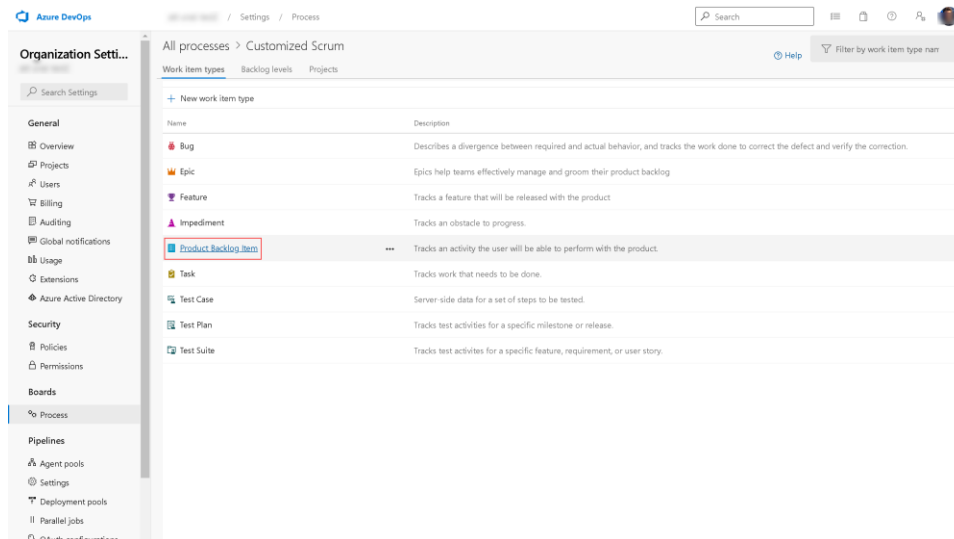 Azure DevOps
/ Settings / Process
Search
Organization Setti...
Search Settings
General
Overview
Projects
Users
Billing
Auditing
Global notifications
Usage
Extensions
Azure Active Directory
Security
Policies
Permissions
Boards
Process
Pipelines
Agent pools
Settings
Deployment pools
Parallel jobs
OAuth configurations
All processes > Customized Scrum
Help
Filter by work item type nam
Work item types Backlog levels Projects
+ New work item type
Name Description
Bug Describes a divergence between required and actual behavior, and tracks the work done to correct the defect and verify the correction.
Epic Epics help teams effectively manage and groom their product backlog
Feature Tracks a feature that will be released with the product
Impediment Tracks an obstacle to progress.
Product Backlog Item ... Tracks an activity the user will be able to perform with the product.
Task Tracks work that needs to be done.
Test Case Server-side data for a set of steps to be tested.
Test Plan Tracks test activities for a specific milestone or release.
Test Suite Tracks test activites for a specific feature, requirement, or user story.